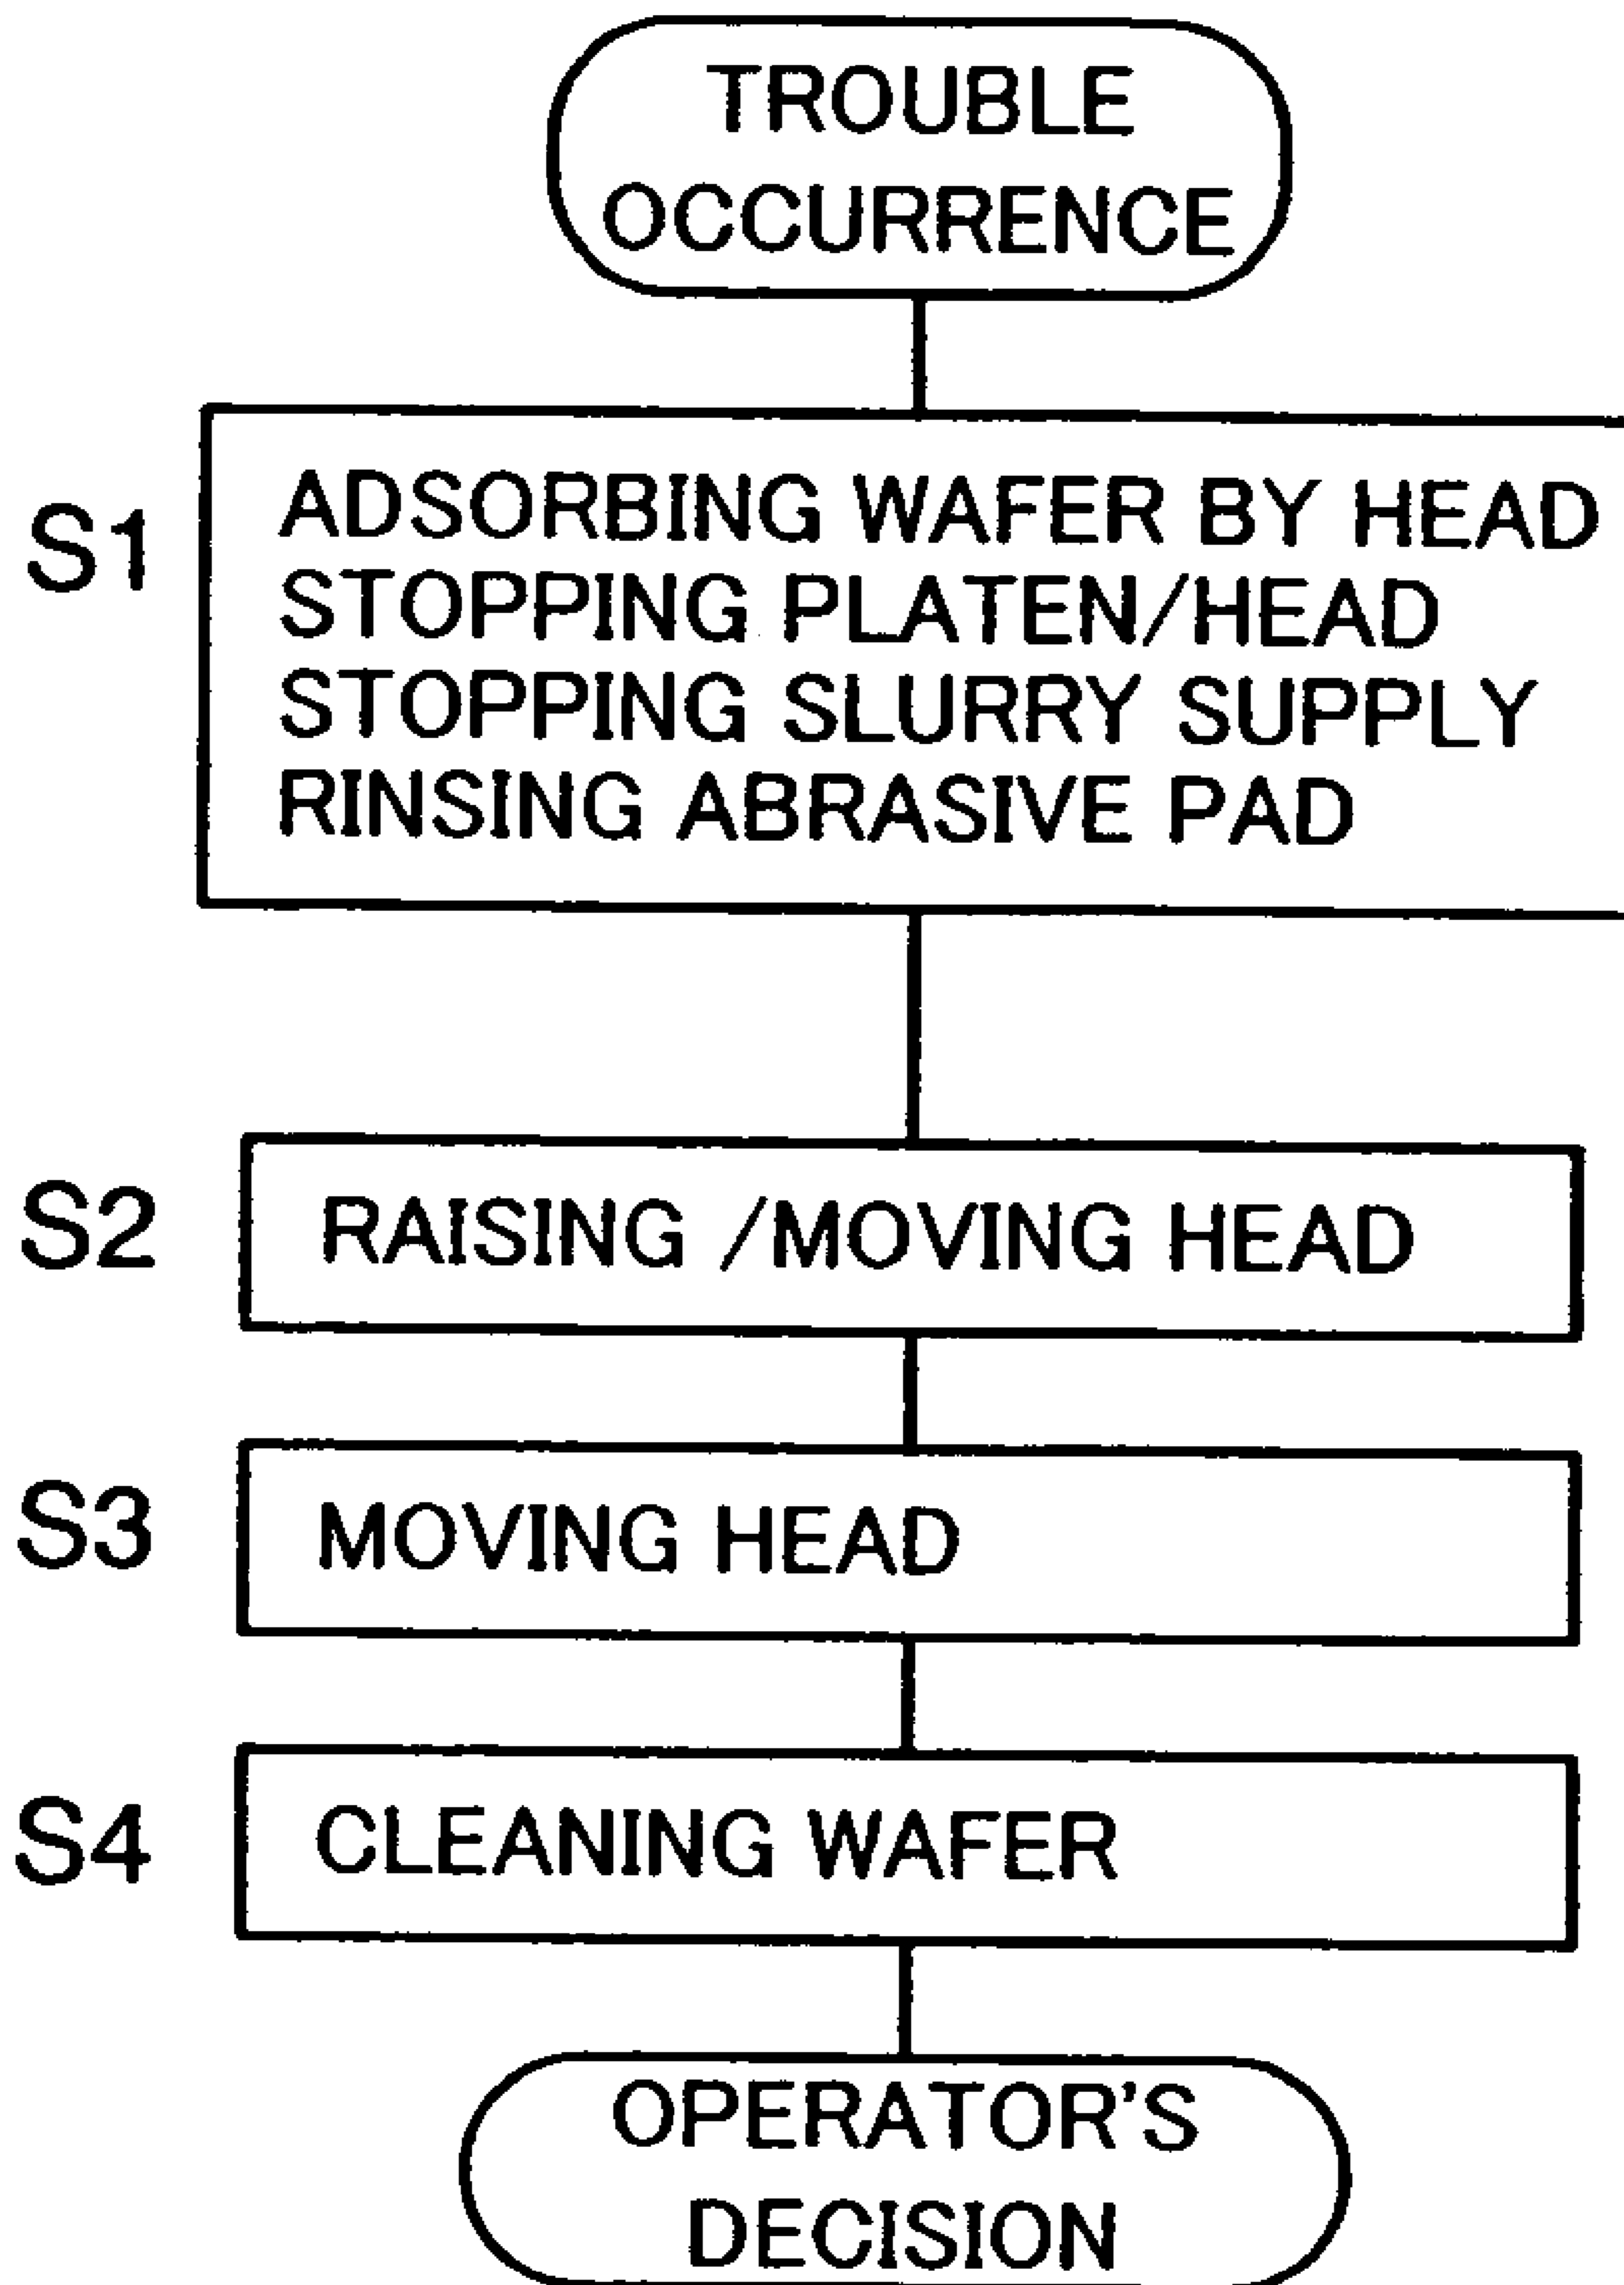 TROUBLE
OCCURRENCE
S1
ADSORBING WAFER BY HEAD
STOPPING PLATEN/HEAD
STOPPING SLURRY SUPPLY
RINSING ABRASIVE PAD
S2
RAISING /MOVING HEAD
S3
MOVING HEAD
S4
CLEANING WAFER
OPERATOR'S
DECISION